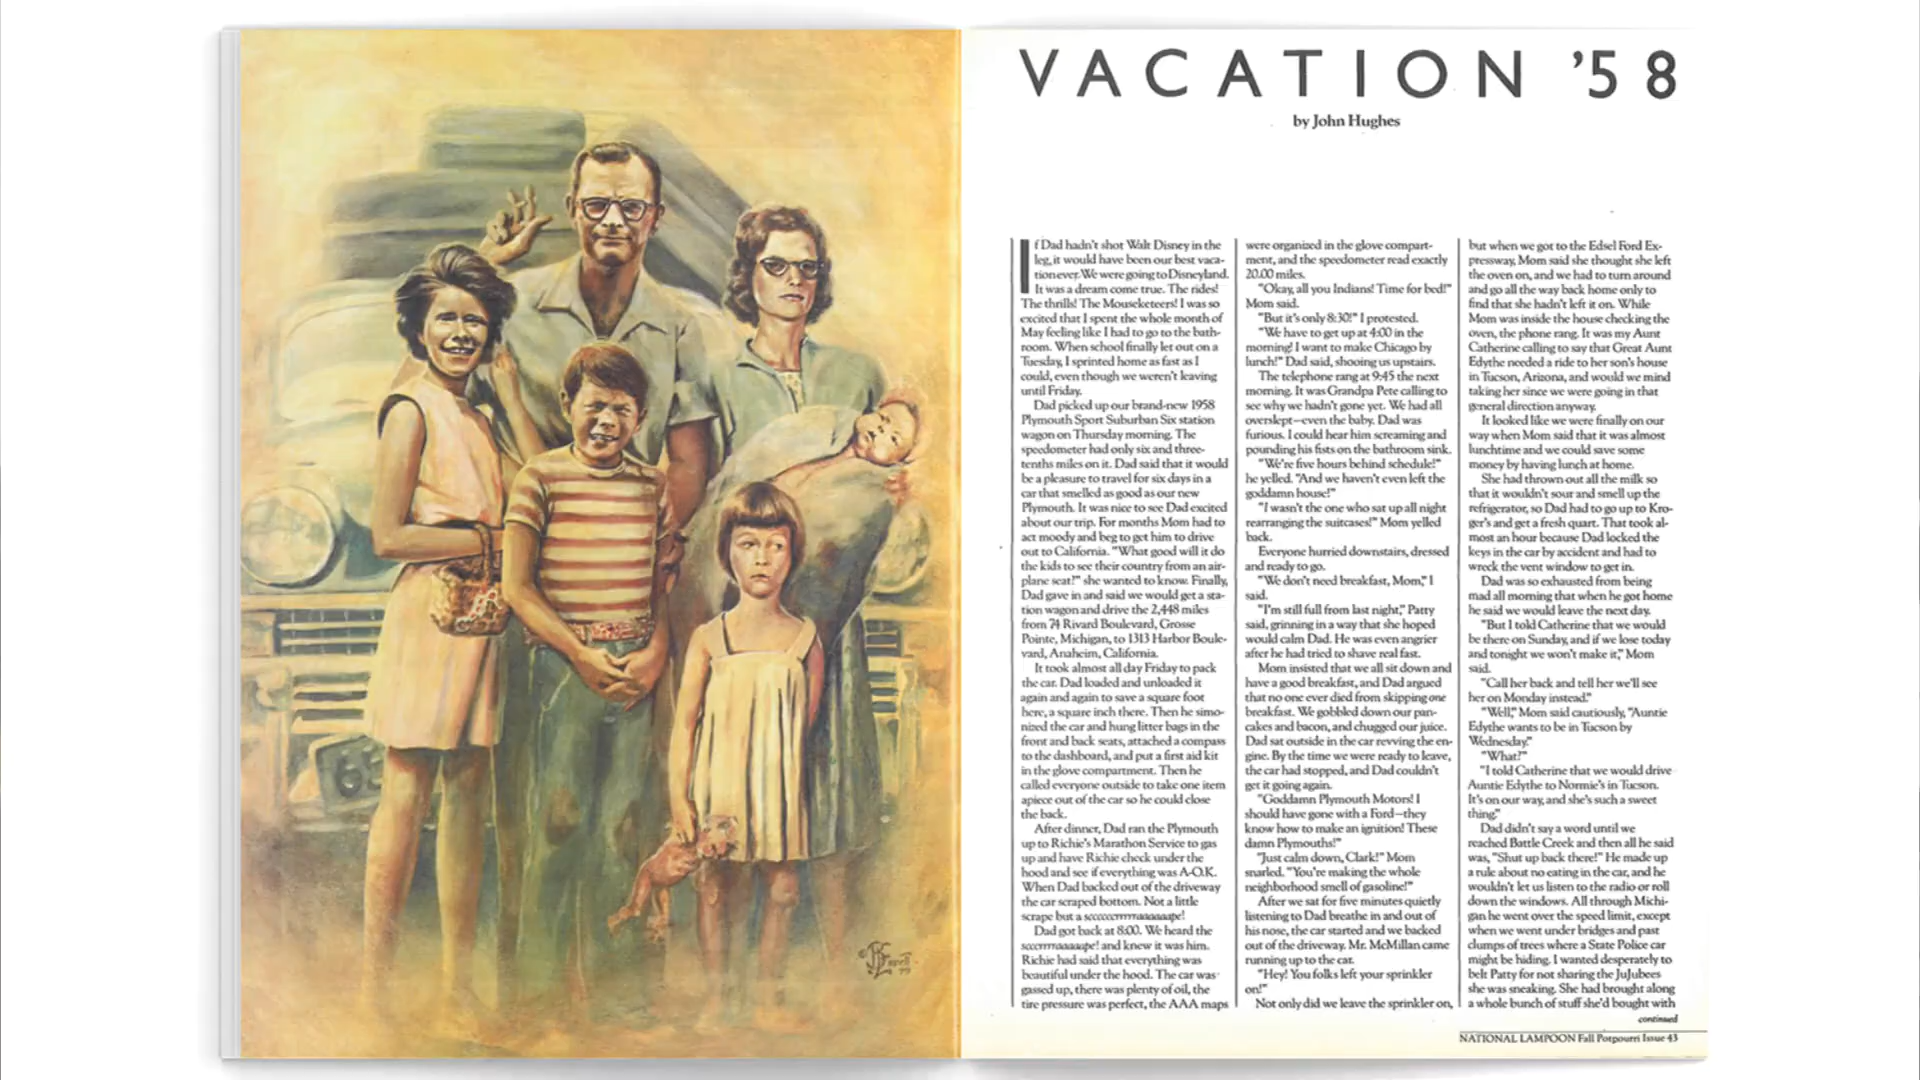 VACATION '58
by John Hughes
If Dad hadn't shot Walt Disney in the
leg, it would have been our best vaca-
tion ever. We were going to Disneyland.
It was a dream come true. The rides!
The thrills! The Mouseketeers! I was so
excited that I spent the whole month of
May feeling like I had to go to the bath-
room. When school finally let out on a
Tuesday, I sprinted home as fast as I
could, even though we weren't leaving
until Friday.
Dad picked up our brand-new 1958
Plymouth Sport Suburban Six station
wagon on Thursday morning. The
speedometer had only six and three-
tenths miles on it. Dad said that it would
be a pleasure to travel for six days in a
car that smelled as good as our new
Plymouth. It was nice to see Dad excited
about our trip. For months Mom had to
act moody and beg to get him to drive
out to California. "What good will it do
the kids to see their country from an air-
plane seat?" she wanted to know. Finally,
Dad gave in and said we would get a sta-
tion wagon and drive the 2,448 miles
from 74 Rivard Boulevard, Grosse
Pointe, Michigan, to 1313 Harbor Boule-
vard, Anaheim, California.
It took almost all day Friday to pack
the car. Dad loaded and unloaded it
again and again to save a square foot
here, a square inch there. Then he simo-
nized the car and hung litter bags in the
front and back seats, attached a compass
to the dashboard, and put a first aid kit
in the glove compartment. Then he
called everyone outside to take one item
apiece out of the car so he could close
the back.
After dinner, Dad ran the Plymouth
up to Richie's Marathon Service to gas
up and have Richie check under the
hood and see if everything was A-O.K.
When Dad backed out of the driveway
the car scraped bottom. Not a little
scrape but a scccccrrrrraaaaaape!
Dad got back at 8:00. We heard the
scccrrrraaaaape! and knew it was him.
Richie had said that everything was
beautiful under the hood. The car was
gassed up, there was plenty of oil, the
tire pressure was perfect, the AAA maps
were organized in the glove compart-
ment, and the speedometer read exactly
20.00 miles.
"Okay, all you Indians! Time for bed!"
Mom said.
"But it's only 8:30!" I protested.
"We have to get up at 4:00 in the
morning! I want to make Chicago by
lunch!" Dad said, shooing us upstairs.
The telephone rang at 9:45 the next
morning. It was Grandpa Pete calling to
see why we hadn't gone yet. We had all
overslept—even the baby. Dad was
furious. I could hear him screaming and
pounding his fists on the bathroom sink.
"We're five hours behind schedule!"
he yelled. "And we haven't even left the
goddamn house!"
"I wasn't the one who sat up all night
rearranging the suitcases!" Mom yelled
back.
Everyone hurried downstairs, dressed
and ready to go.
"We don't need breakfast, Mom," I
said.
"I'm still full from last night," Patty
said, grinning in a way that she hoped
would calm Dad. He was even angrier
after he had tried to shave real fast.
Mom insisted that we all sit down and
have a good breakfast, and Dad argued
that no one ever died from skipping one
breakfast. We gobbled down our pan-
cakes and bacon, and chugged our juice.
Dad sat outside in the car revving the en-
gine. By the time we were ready to leave,
the car had stopped, and Dad couldn't
get it going again.
"Goddamn Plymouth Motors! I
should have gone with a Ford—they
know how to make an ignition! These
damn Plymouths!"
"Just calm down, Clark!" Mom
snarled. "You're making the whole
neighborhood smell of gasoline!"
After we sat for five minutes quietly
listening to Dad breathe in and out of
his nose, the car started and we backed
out of the driveway. Mr. McMillan came
running up to the car.
"Hey! You folks left your sprinkler
on!"
Not only did we leave the sprinkler on,
but when we got to the Edsel Ford Ex-
pressway, Mom said she thought she left
the oven on, and we had to turn around
and go all the way back home only to
find that she hadn't left it on. While
Mom was inside the house checking the
oven, the phone rang. It was my Aunt
Catherine calling to say that Great Aunt
Edythe needed a ride to her son's house
in Tucson, Arizona, and would we mind
taking her since we were going in that
general direction anyway.
It looked like we were finally on our
way when Mom said that it was almost
lunchtime and we could save some
money by having lunch at home.
She had thrown out all the milk so
that it wouldn't sour and smell up the
refrigerator, so Dad had to go up to Kro-
ger's and get a fresh quart. That took al-
most an hour because Dad locked the
keys in the car by accident and had to
wreck the vent window to get in.
Dad was so exhausted from being
mad all morning that when he got home
he said we would leave the next day.
"But I told Catherine that we would
be there on Sunday, and if we lose today
and tonight we won't make it," Mom
said.
"Call her back and tell her we'll see
her on Monday instead."
"Well," Mom said cautiously, "Auntie
Edythe wants to be in Tucson by
Wednesday."
"What?"
"I told Catherine that we would drive
Auntie Edythe to Normie's in Tucson.
It's on our way, and she's such a sweet
thing."
Dad didn't say a word until we
reached Battle Creek and then all he said
was, "Shut up back there!" He made up
a rule about no eating in the car, and he
wouldn't let us listen to the radio or roll
down the windows. All through Michi-
gan he went over the speed limit, except
when we went under bridges and past
clumps of trees where a State Police car
might be hiding. I wanted desperately to
belt Patty for not sharing the JuJubees
she was sneaking. She had brought along
a whole bunch of stuff she'd bought with
continued
NATIONAL LAMPOON Fall Potpourri Issue 43